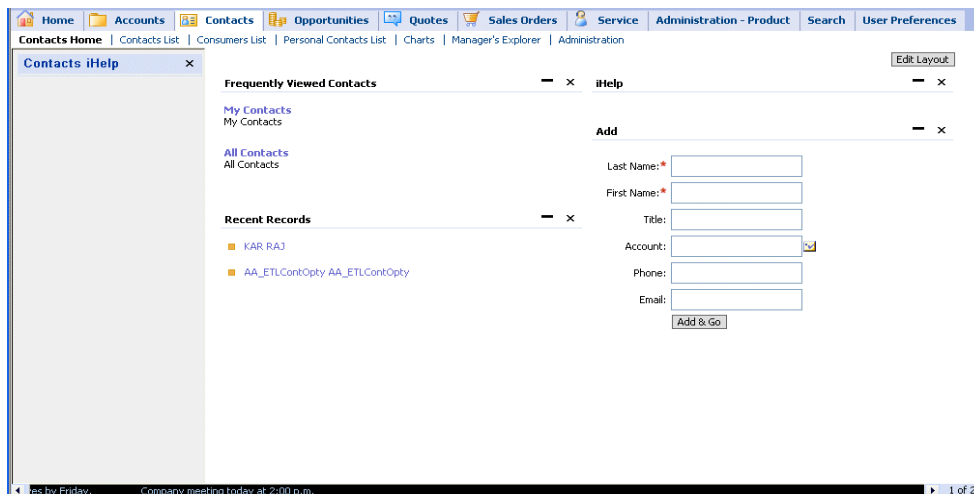 Home Accounts Contacts Opportunities Quotes Sales Orders Service Administration - Product Search User Preferences
Contacts Home | Contacts List | Consumers List | Personal Contacts List | Charts | Manager's Explorer | Administration
Contacts iHelp
Edit Layout
Frequently Viewed Contacts
My Contacts
My Contacts
All Contacts
All Contacts
Recent Records
KAR RAJ
AA_ETLContOpty AA_ETLContOpty
iHelp
Add
Last Name:*
First Name:*
Title:
Account:
Phone:
Email:
Add & Go
by Friday. Company meeting today at 2:00 p.m.
1 of 2